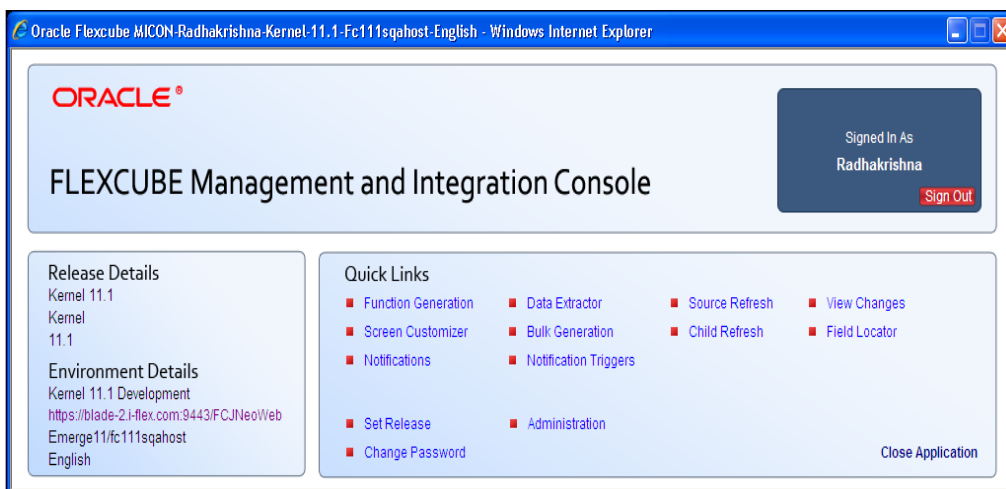 Oracle Flexcube MICON-Radhakrishna-Kernel-11.1-Fc111sqahost-English - Windows Internet Explorer
ORACLE ®
FLEXCUBE Management and Integration Console
Signed In As
Radhakrishna
Sign Out
Release Details
Kernel 11.1
Kernel
11.1
Environment Details
Kernel 11.1 Development
https://blade-2.i-flex.com:9443/FCJNeoWeb
Emerge11/fc111sqahost
English
Quick Links
Function Generation Data Extractor Source Refresh View Changes
Screen Customizer Bulk Generation Child Refresh Field Locator
Notifications Notification Triggers
Set Release Administration
Change Password
Close Application